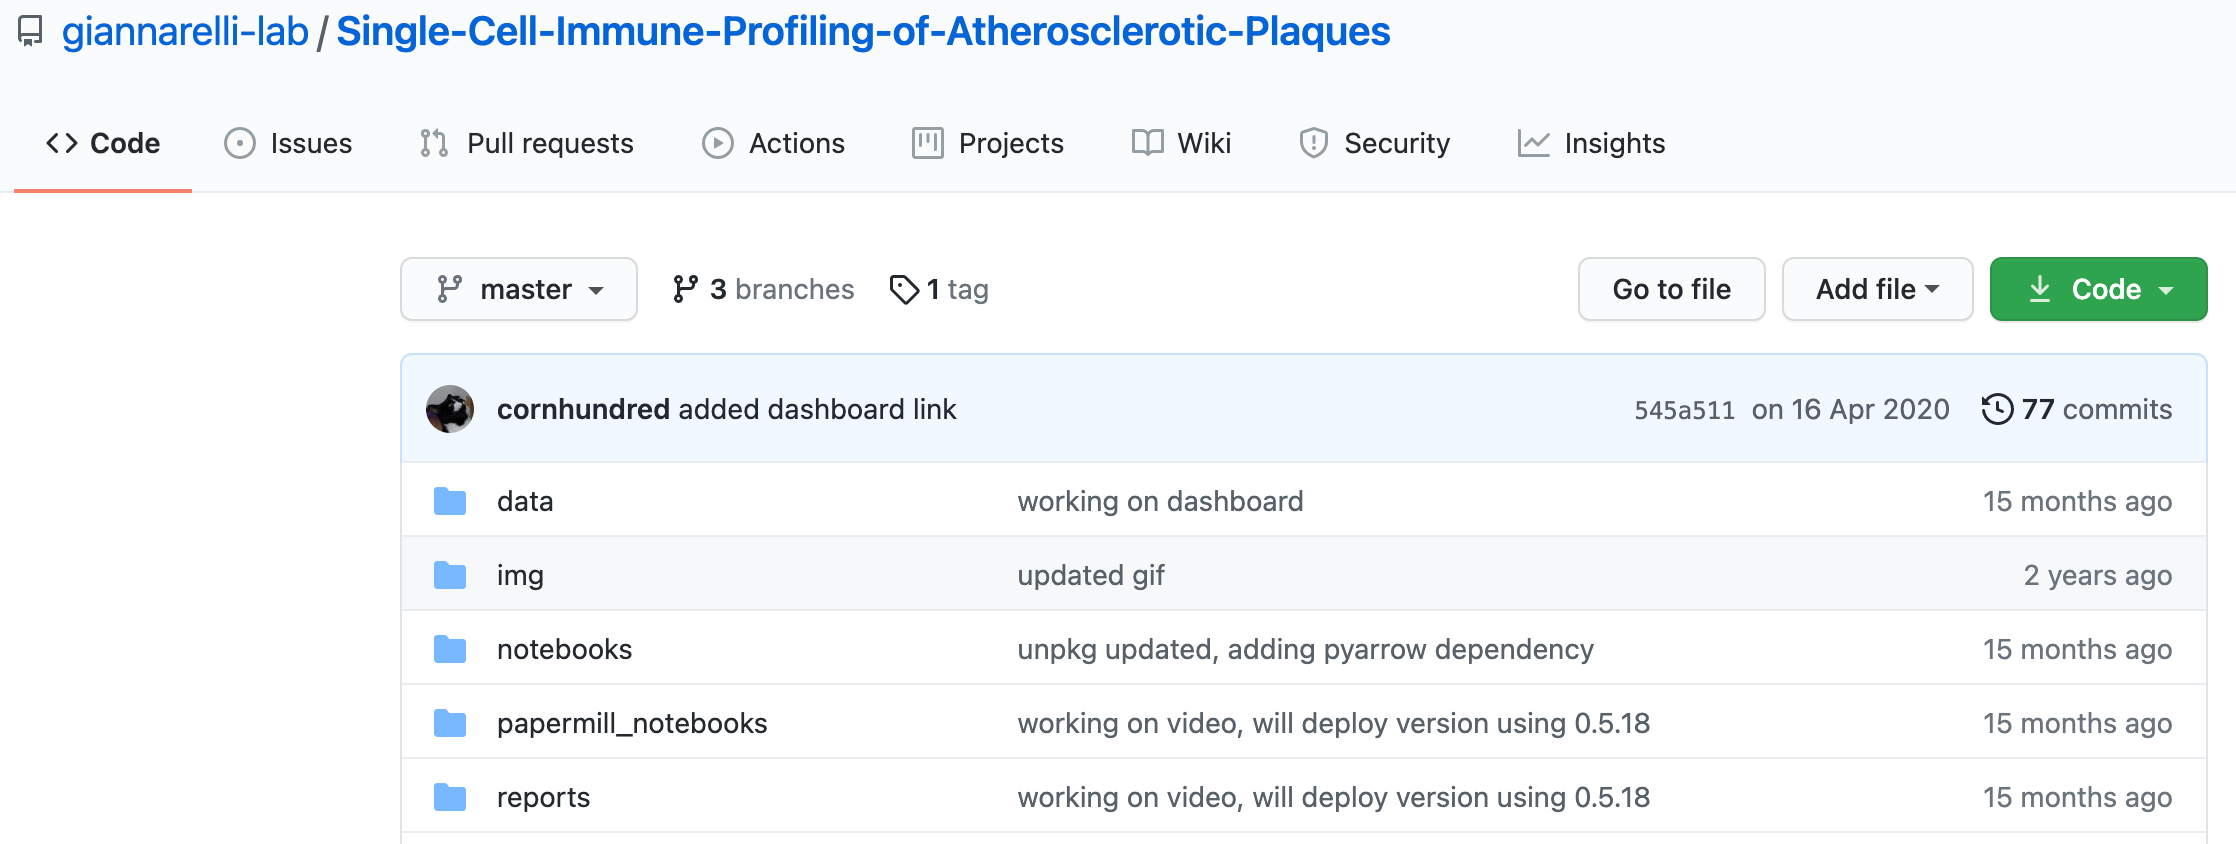 giannarelli-lab / Single-Cell-Immune-Profiling-of-Atherosclerotic-Plaques
Code Issues Pull requests Actions Projects Wiki Security Insights
master 3 branches 1 tag Go to file Add file Code
cornhundred added dashboard link 545a511 on 16 Apr 2020 77 commits
data working on dashboard 15 months ago
img updated gif 2 years ago
notebooks unpkg updated, adding pyarrow dependency 15 months ago
papermill_notebooks working on video, will deploy version using 0.5.18 15 months ago
reports working on video, will deploy version using 0.5.18 15 months ago